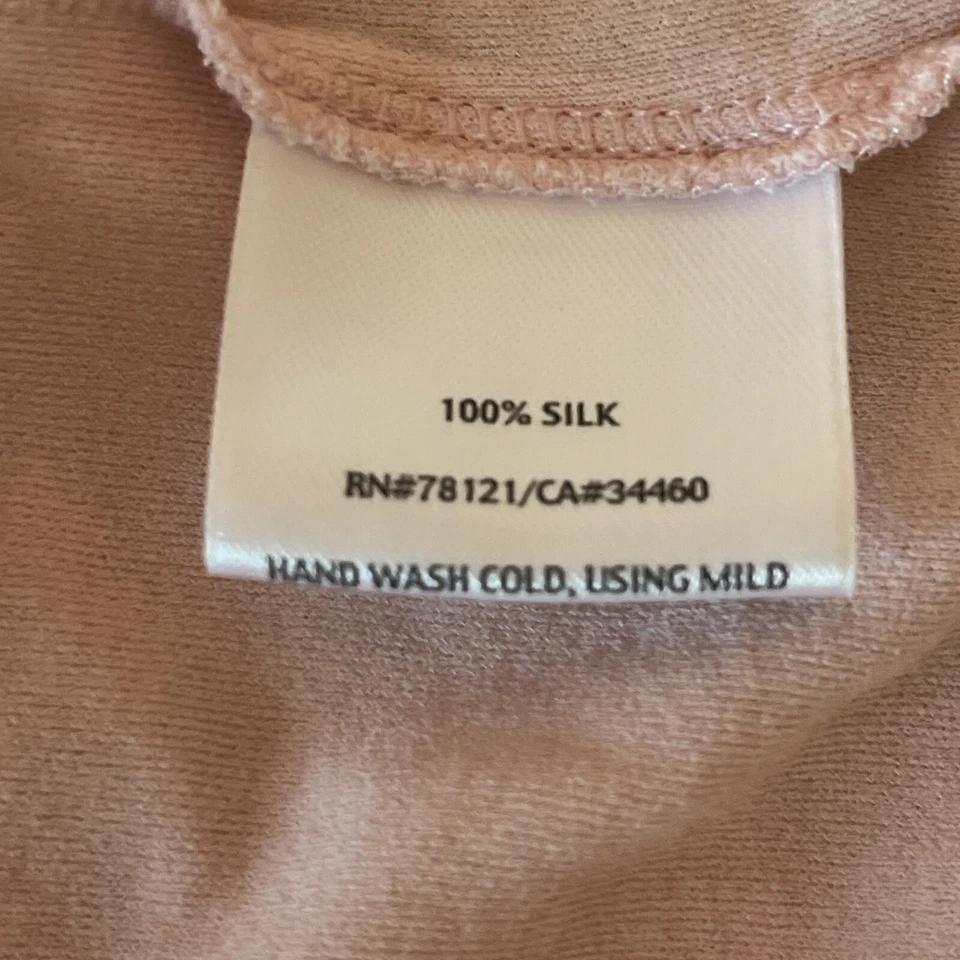 100% SILK
RN#78121/CA#34460
HAND WASH COLD, USING MILD